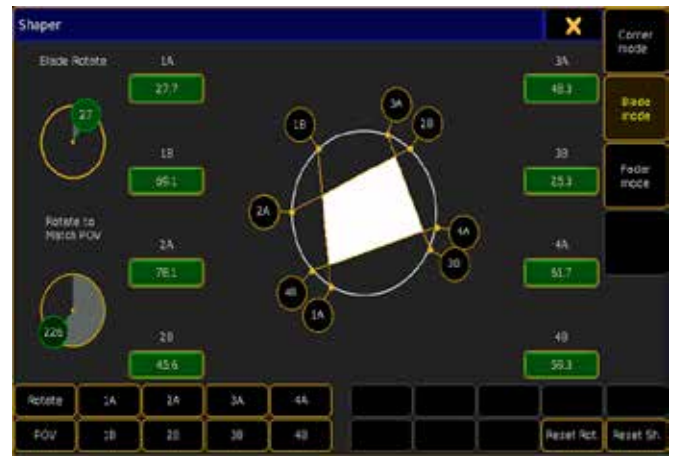 Shaper
X
Corner
mode
Blade
mode
Fader
mode
Blade Rotate
27
Rotate to
Match POV
226
1A
27.7
1B
69.1
2A
78.1
2B
45.6
3A
2B
1B
2A
4A
3B
4B
1A
3A
48.3
3B
25.3
4A
61.7
4B
59.3
Rotate 1A 2A 3A 4A
POV 1B 2B 3B 4B Reset Rot. Reset Sh.